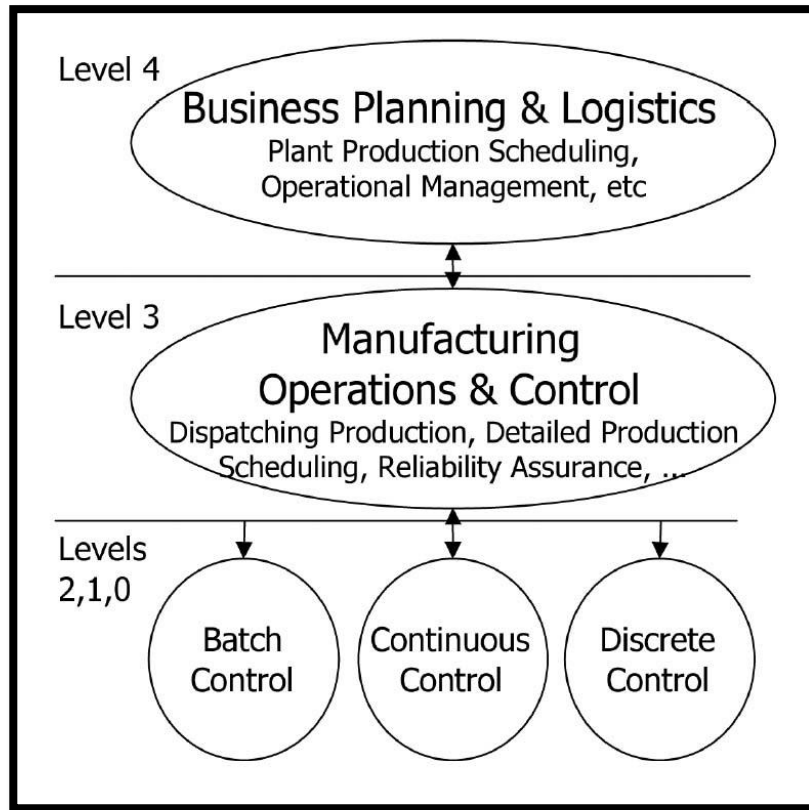 Level 4
Business Planning & Logistics
Plant Production Scheduling,
Operational Management, etc
Level 3
Manufacturing
Operations & Control
Dispatching Production, Detailed Production
Scheduling, Reliability Assurance, ...
Levels
2,1,0
Batch
Control
Continuous
Control
Discrete
Control